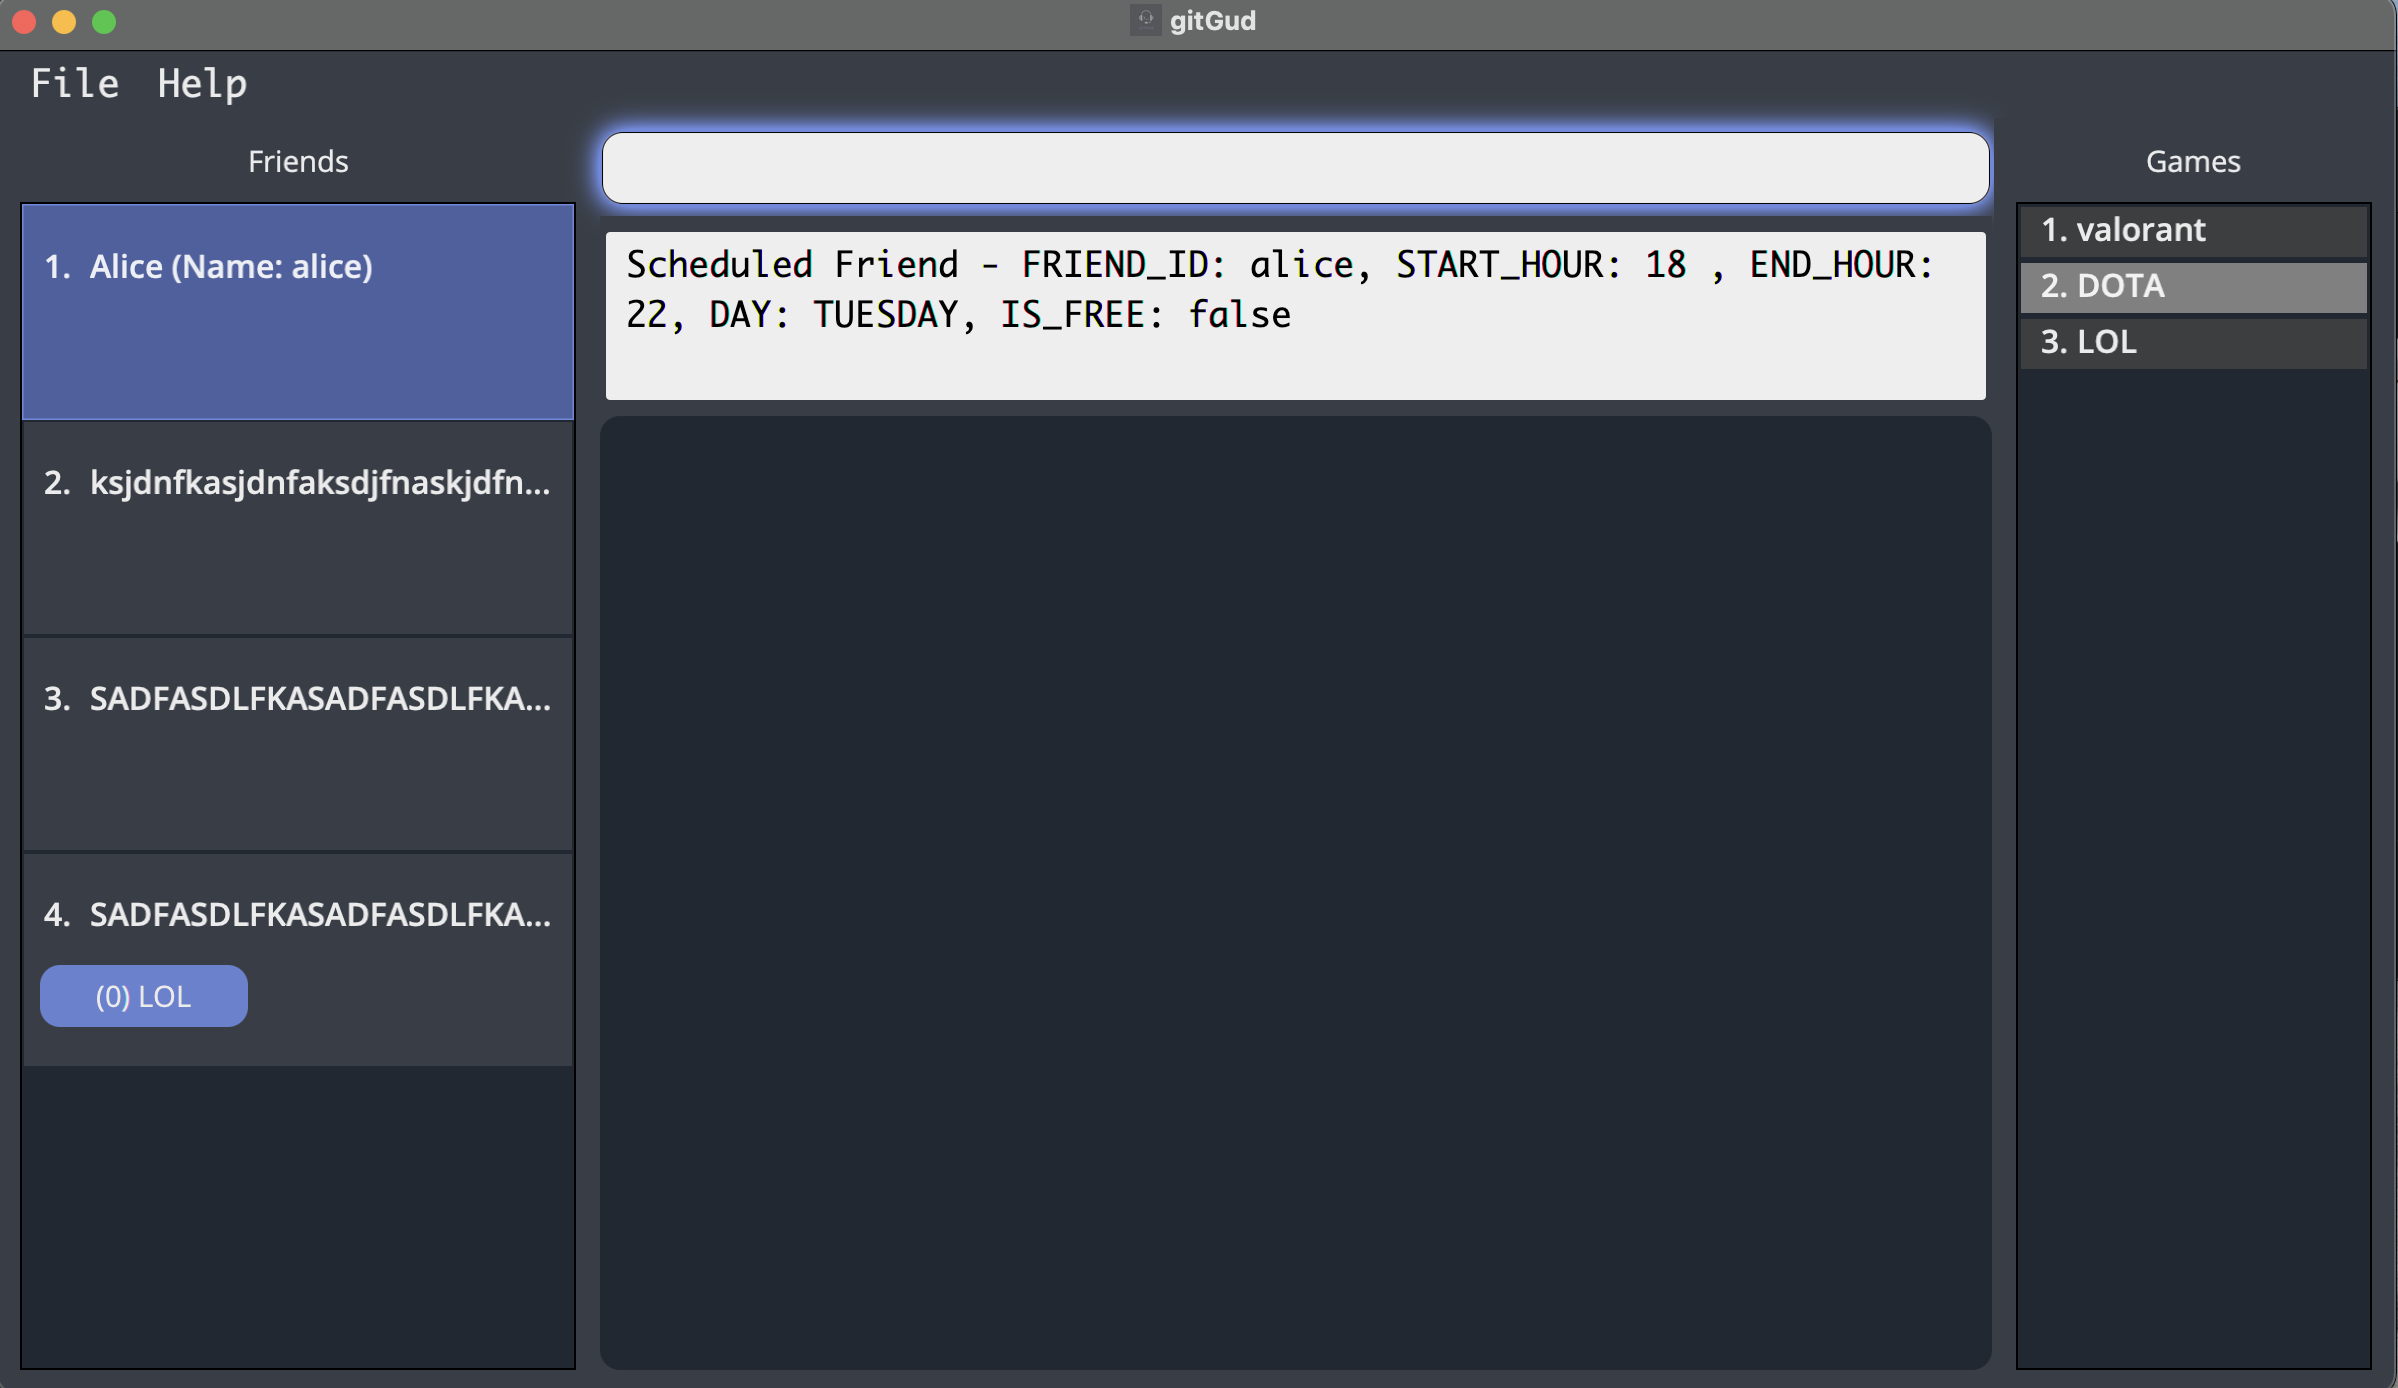 gitGud
File Help
Friends
1. Alice (Name: alice)
2. ksjdnfkasjdnfaksdjfnaskjdfn...
3. SADFASDLFKASADFASDLFKA...
4. SADFASDLFKASADFASDLFKA...
(0) LOL
Scheduled Friend - FRIEND_ID: alice, START_HOUR: 18 , END_HOUR:
22, DAY: TUESDAY, IS_FREE: false
Games
1. valorant
2. DOTA
3. LOL